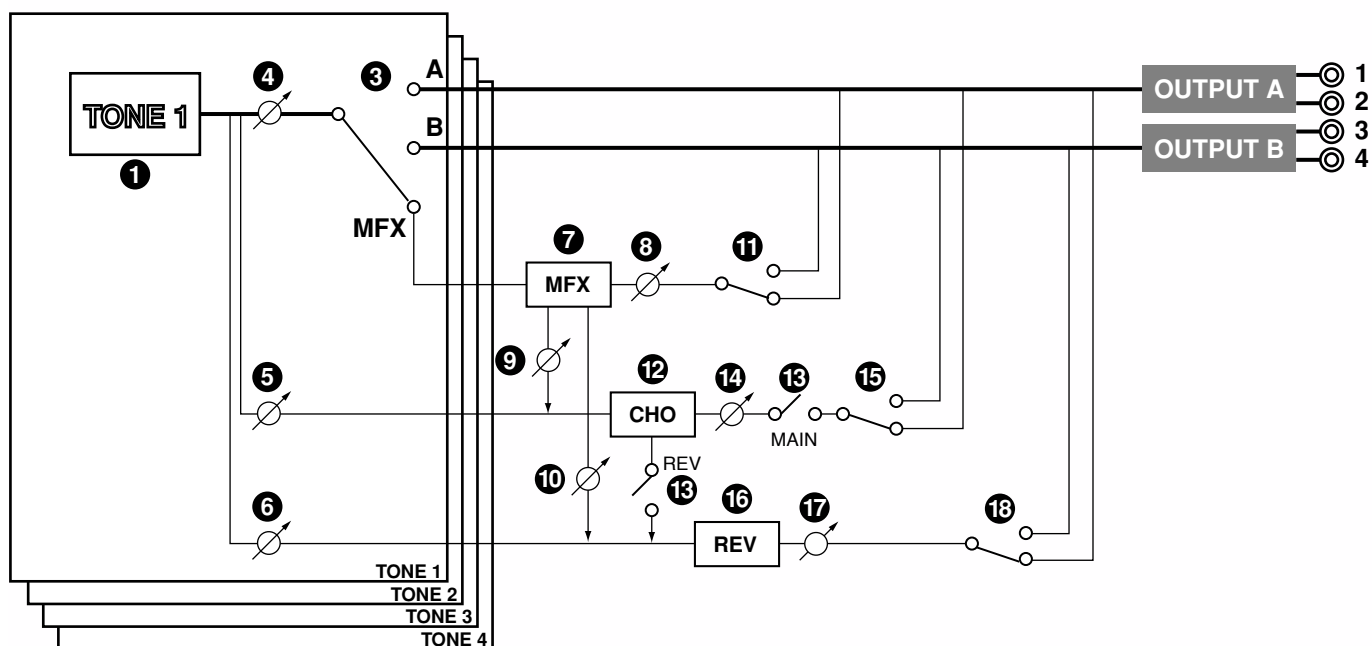 4 3 A
TONE 1
1
B
MFX
OUTPUT A 1
2
OUTPUT B 3
4
7 8 11
MFX
9 12 14 13 15
5
CHO
MAIN
10 REV
13
6 16 17 18
REV
TONE 1
TONE 2
TONE 3
TONE 4